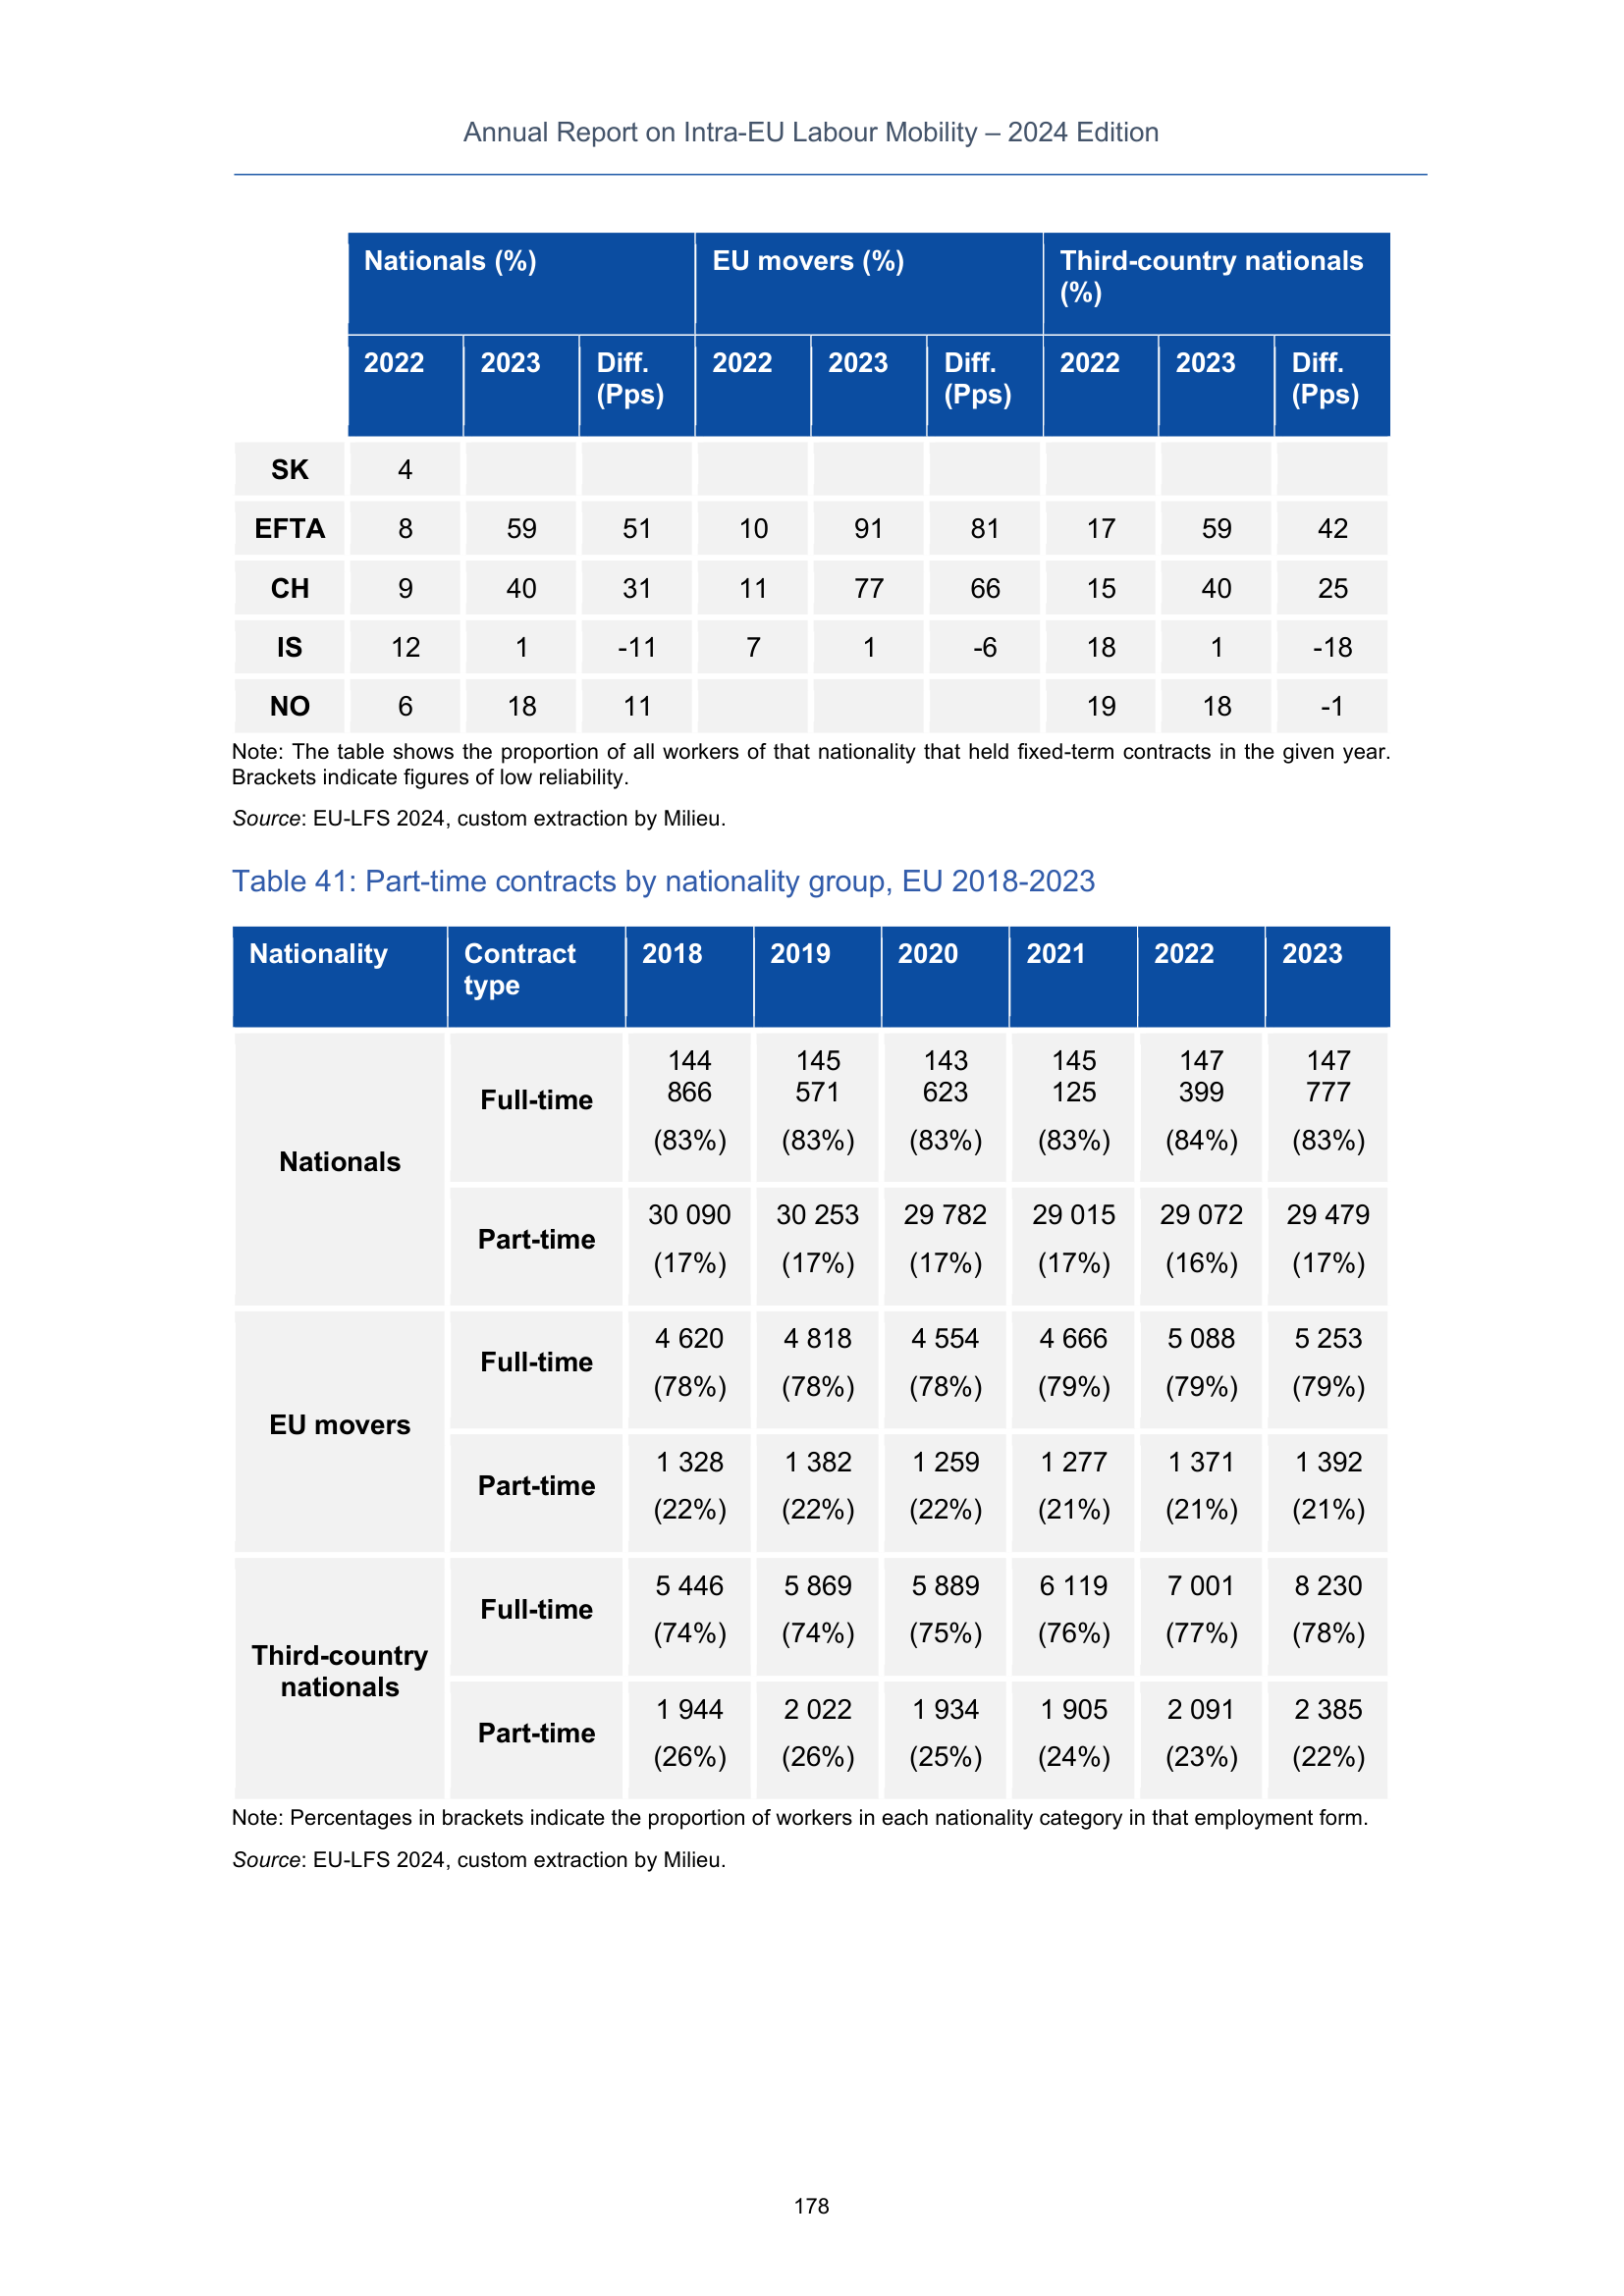 Annual Report on Intra-EU Labour Mobility – 2024 Edition
Nationals (%) EU movers (%) Third-country nationals (%)
2022 2023 Diff. (Pps) 2022 2023 Diff. (Pps) 2022 2023 Diff. (Pps)
SK 4
EFTA 8 59 51 10 91 81 17 59 42
CH 9 40 31 11 77 66 15 40 25
IS 12 1 -11 7 1 -6 18 1 -18
NO 6 18 11 19 18 -1
Note: The table shows the proportion of all workers of that nationality that held fixed-term contracts in the given year.
Brackets indicate figures of low reliability.
Source: EU-LFS 2024, custom extraction by Milieu.
Table 41: Part-time contracts by nationality group, EU 2018-2023
Nationality Contract type 2018 2019 2020 2021 2022 2023
Nationals
Full-time
144 866 145 571 143 623 145 125 147 399 147 777
(83%) (83%) (83%) (83%) (84%) (83%)
Part-time
30 090 30 253 29 782 29 015 29 072 29 479
(17%) (17%) (17%) (17%) (16%) (17%)
EU movers
Full-time
4 620 4 818 4 554 4 666 5 088 5 253
(78%) (78%) (78%) (79%) (79%) (79%)
Part-time
1 328 1 382 1 259 1 277 1 371 1 392
(22%) (22%) (22%) (21%) (21%) (21%)
Third-country nationals
Full-time
5 446 5 869 5 889 6 119 7 001 8 230
(74%) (74%) (75%) (76%) (77%) (78%)
Part-time
1 944 2 022 1 934 1 905 2 091 2 385
(26%) (26%) (25%) (24%) (23%) (22%)
Note: Percentages in brackets indicate the proportion of workers in each nationality category in that employment form.
Source: EU-LFS 2024, custom extraction by Milieu.
178